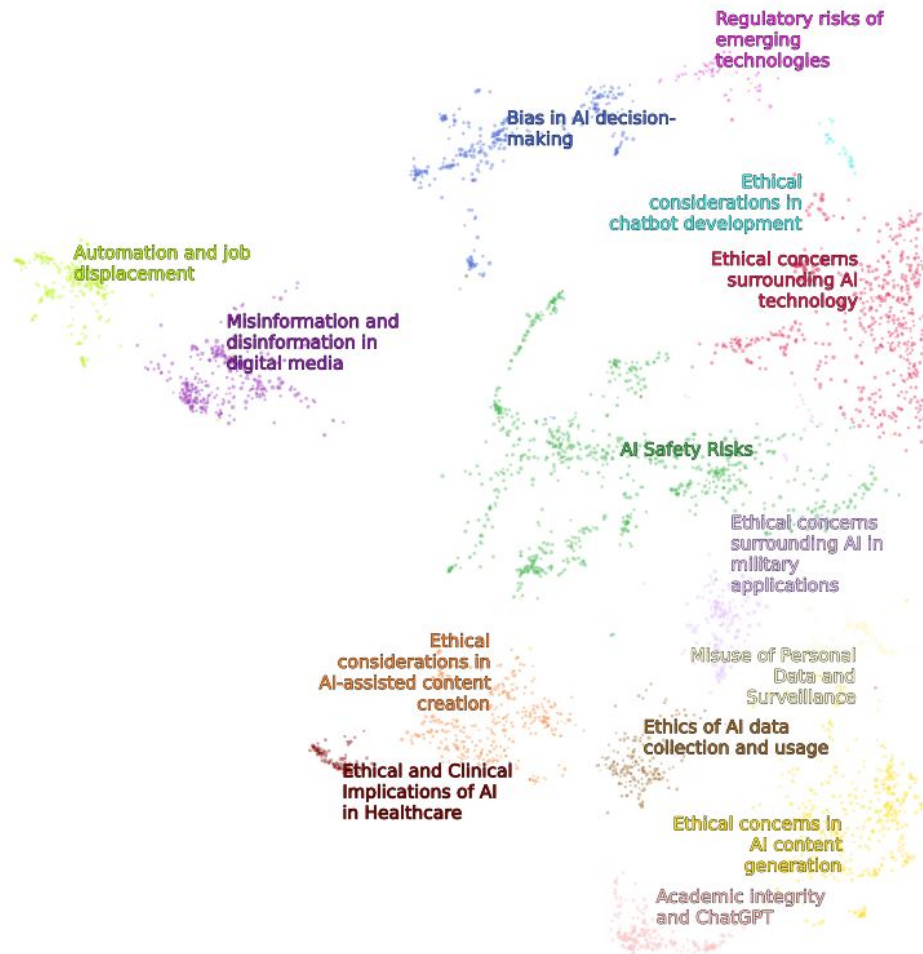 Regulatory risks of
emerging
technologies
Bias in AI decision-
making
Ethical
considerations in
chatbot development
Automation and job
displacement
Ethical concerns
surrounding AI
technology
Misinformation and
disinformation in
digital media
AI Safety Risks
Ethical concerns
surrounding AI in
military
applications
Ethical
considerations in
AI-assisted content
creation
Misuse of Personal
Data and
Surveillance
Ethics of AI data
collection and usage
Ethical and Clinical
Implications of AI
in Healthcare
Ethical concerns in
AI content
generation
Academic integrity
and ChatGPT